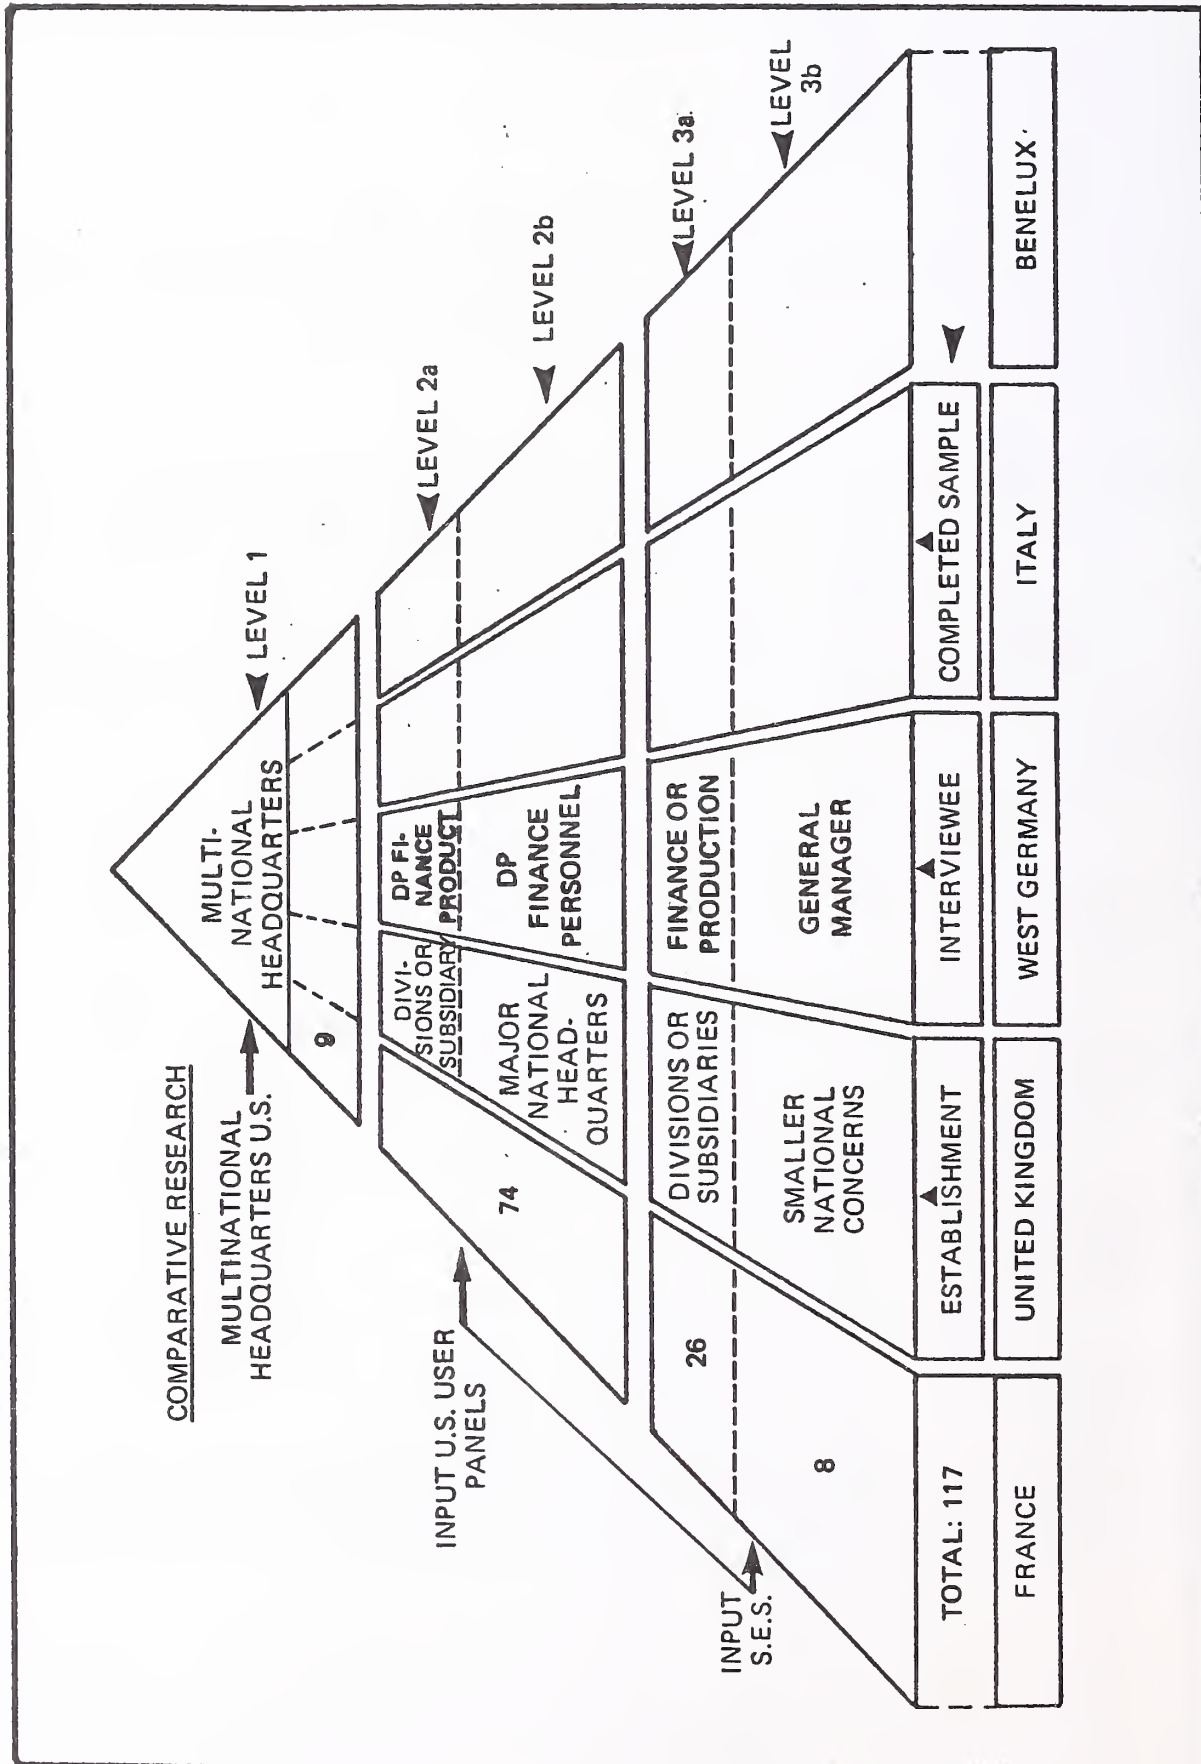 COMPARATIVE RESEARCH
MULTINATIONAL
HEADQUARTERS U.S.
MULTI-
NATIONAL
HEADQUARTERS
LEVEL 1
9
INPUT U.S. USER
PANELS
74
DIVI-
SIONS OR
SUBSIDIARY
DP FI-
NANCE
PRODUCT
LEVEL 2a
MAJOR
NATIONAL
HEAD-
QUARTERS
DP
FINANCE
PERSONNEL
LEVEL 2b
INPUT
S.E.S.
26
DIVISIONS OR
SUBSIDIARIES
FINANCE OR
PRODUCTION
LEVEL 3a
8
SMALLER
NATIONAL
CONCERNS
GENERAL
MANAGER
LEVEL
3b
TOTAL: 117
ESTABLISHMENT
INTERVIEWEE
COMPLETED SAMPLE
FRANCE
UNITED KINGDOM
WEST GERMANY
ITALY
BENELUX